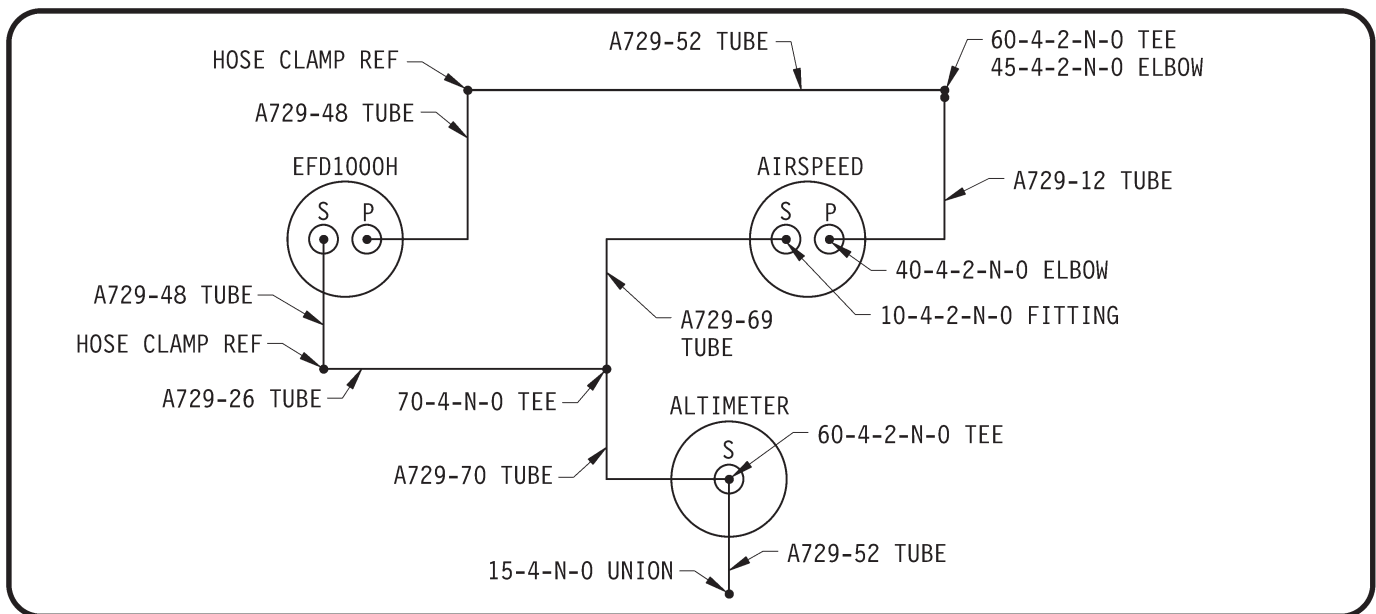 A729-52 TUBE
60-4-2-N-0 TEE
45-4-2-N-0 ELBOW
HOSE CLAMP REF
A729-48 TUBE
EFD1000H
AIRSPEED
A729-12 TUBE
S P
S P
40-4-2-N-0 ELBOW
A729-48 TUBE
10-4-2-N-0 FITTING
A729-69
TUBE
HOSE CLAMP REF
A729-26 TUBE
70-4-N-0 TEE
ALTIMETER
60-4-2-N-0 TEE
S
A729-70 TUBE
A729-52 TUBE
15-4-N-0 UNION